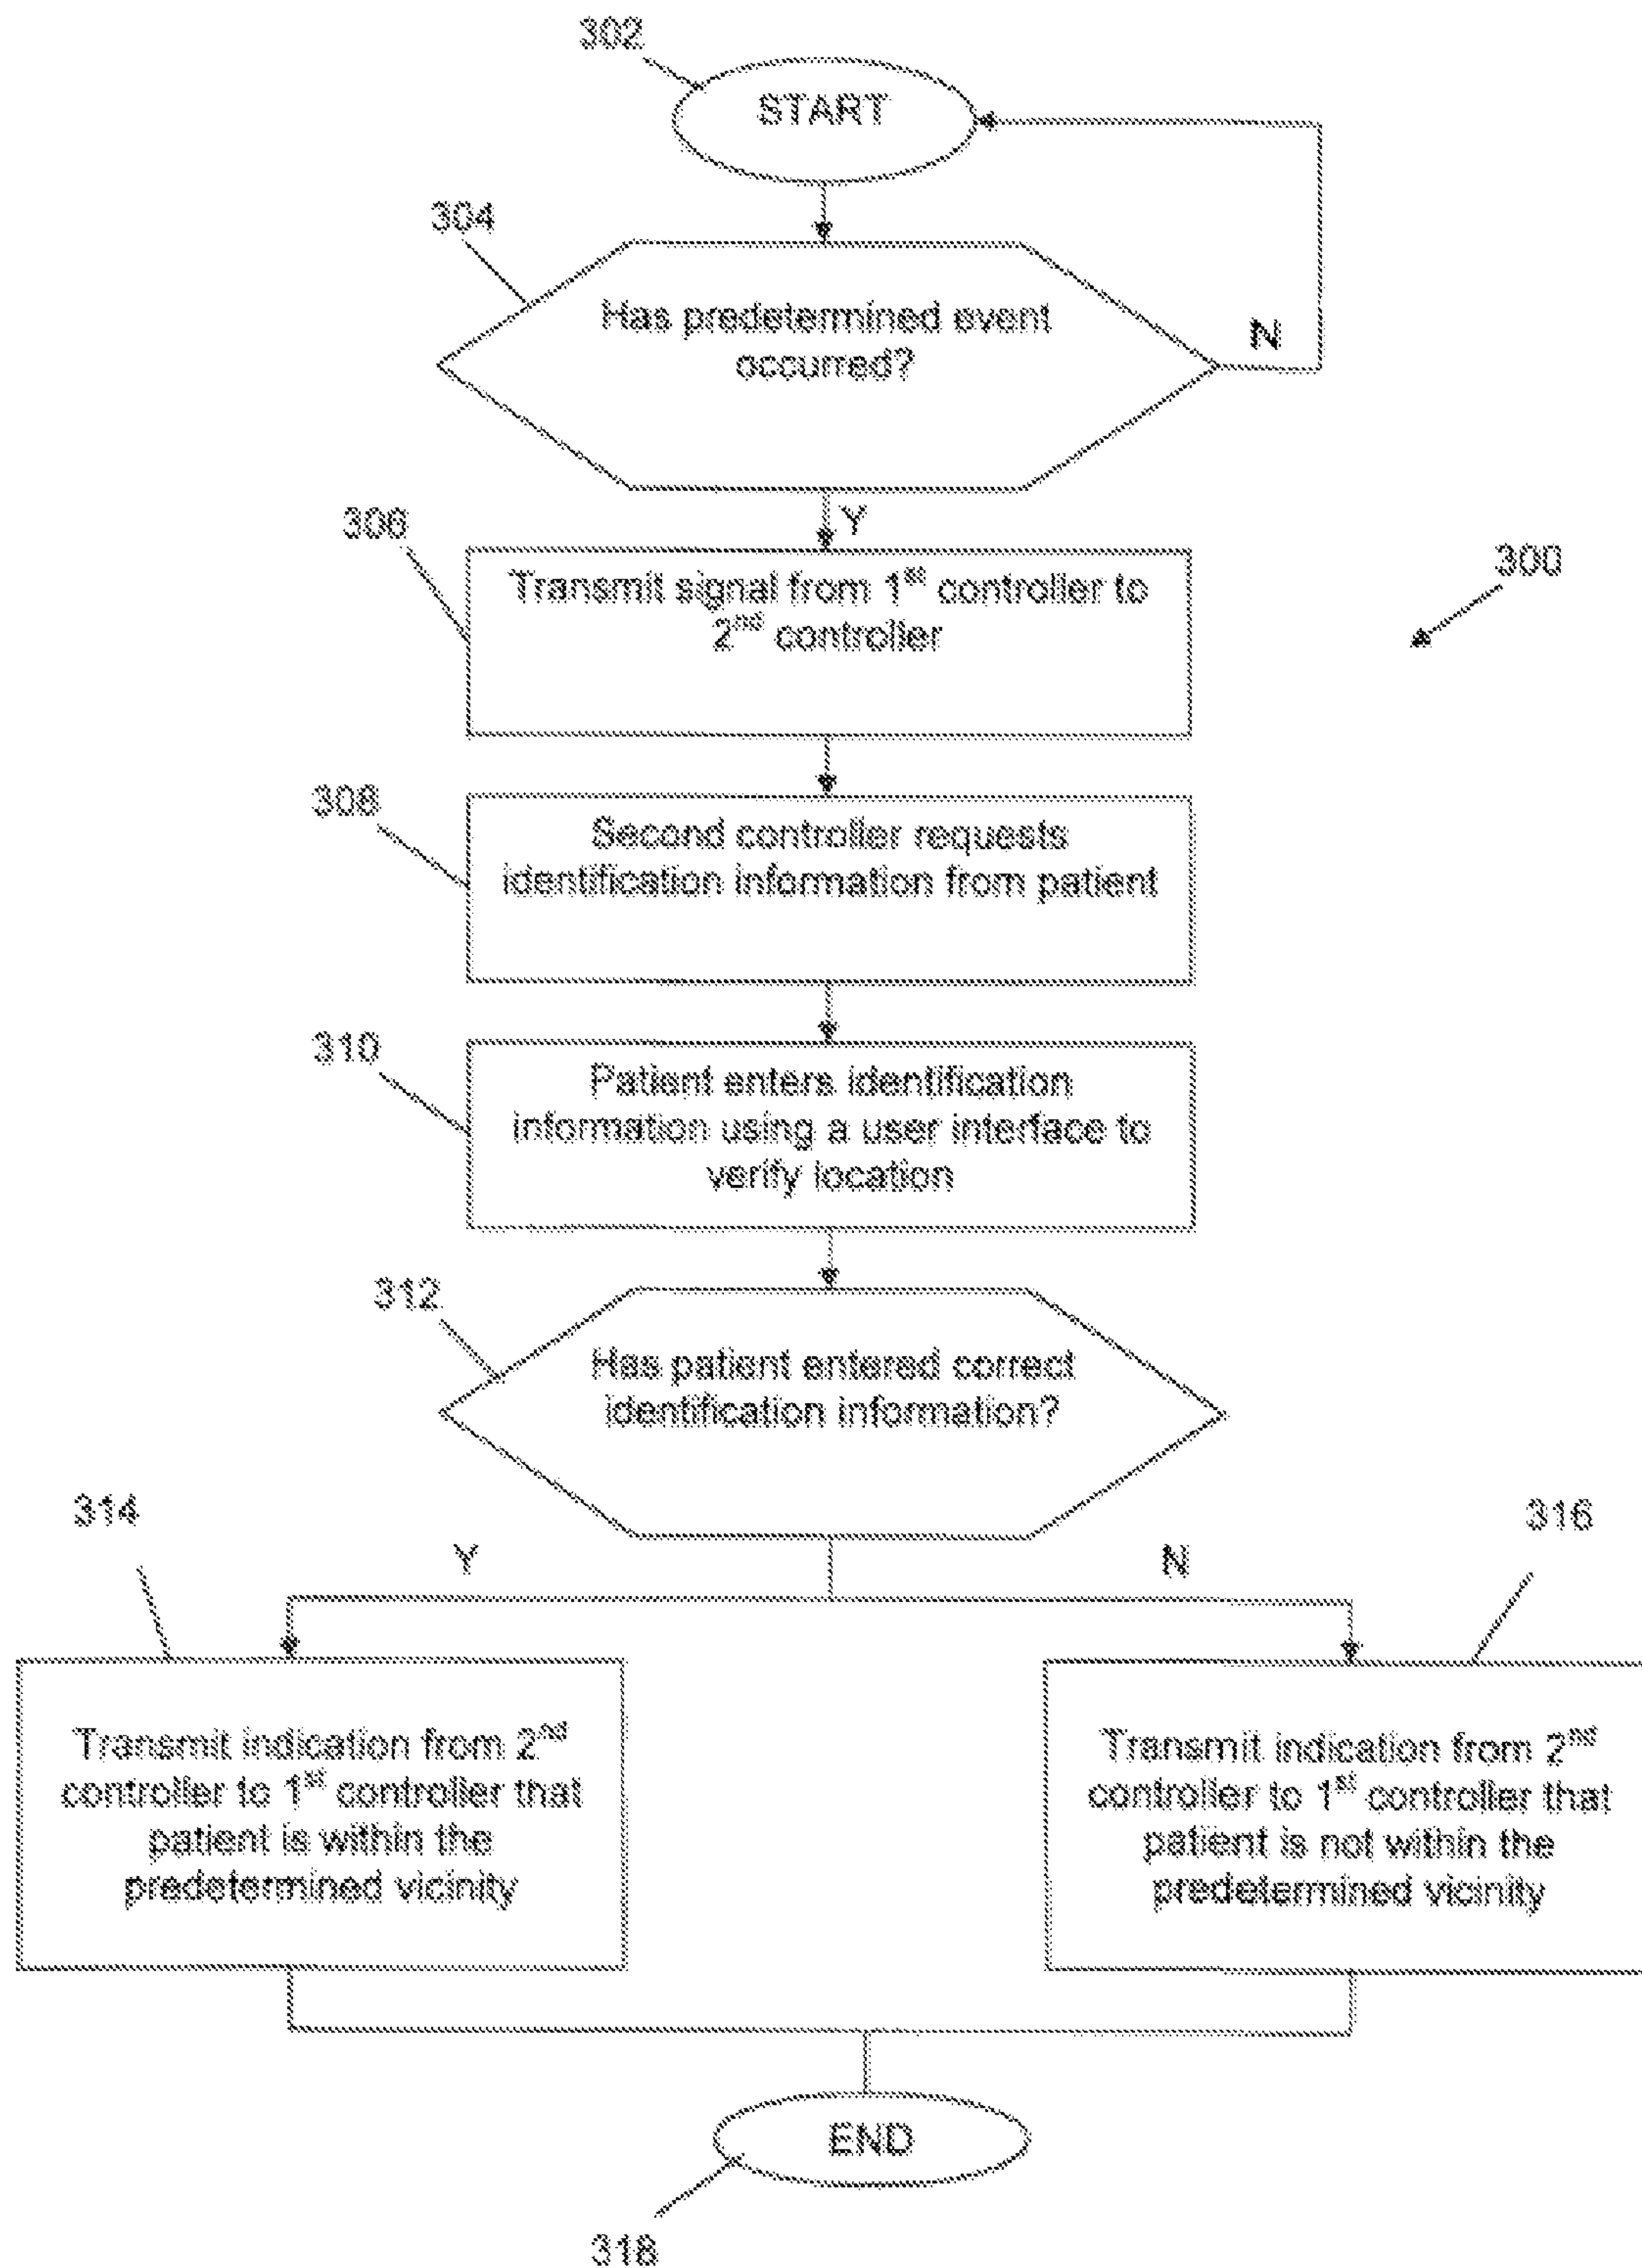 302
START
304
Has predetermined event
occurred?
N
Y
306
Transmit signal from 1st controller to
2nd controller
300
308
Second controller requests
identification information from patient
310
Patient enters identification
information using a user interface to
verify location
312
Has patient entered correct
identification information?
314
Y
N
316
Transmit indication from 2nd
controller to 1st controller that
patient is within the
predetermined vicinity
Transmit indication from 2nd
controller to 1st controller that
patient is not within the
predetermined vicinity
END
318